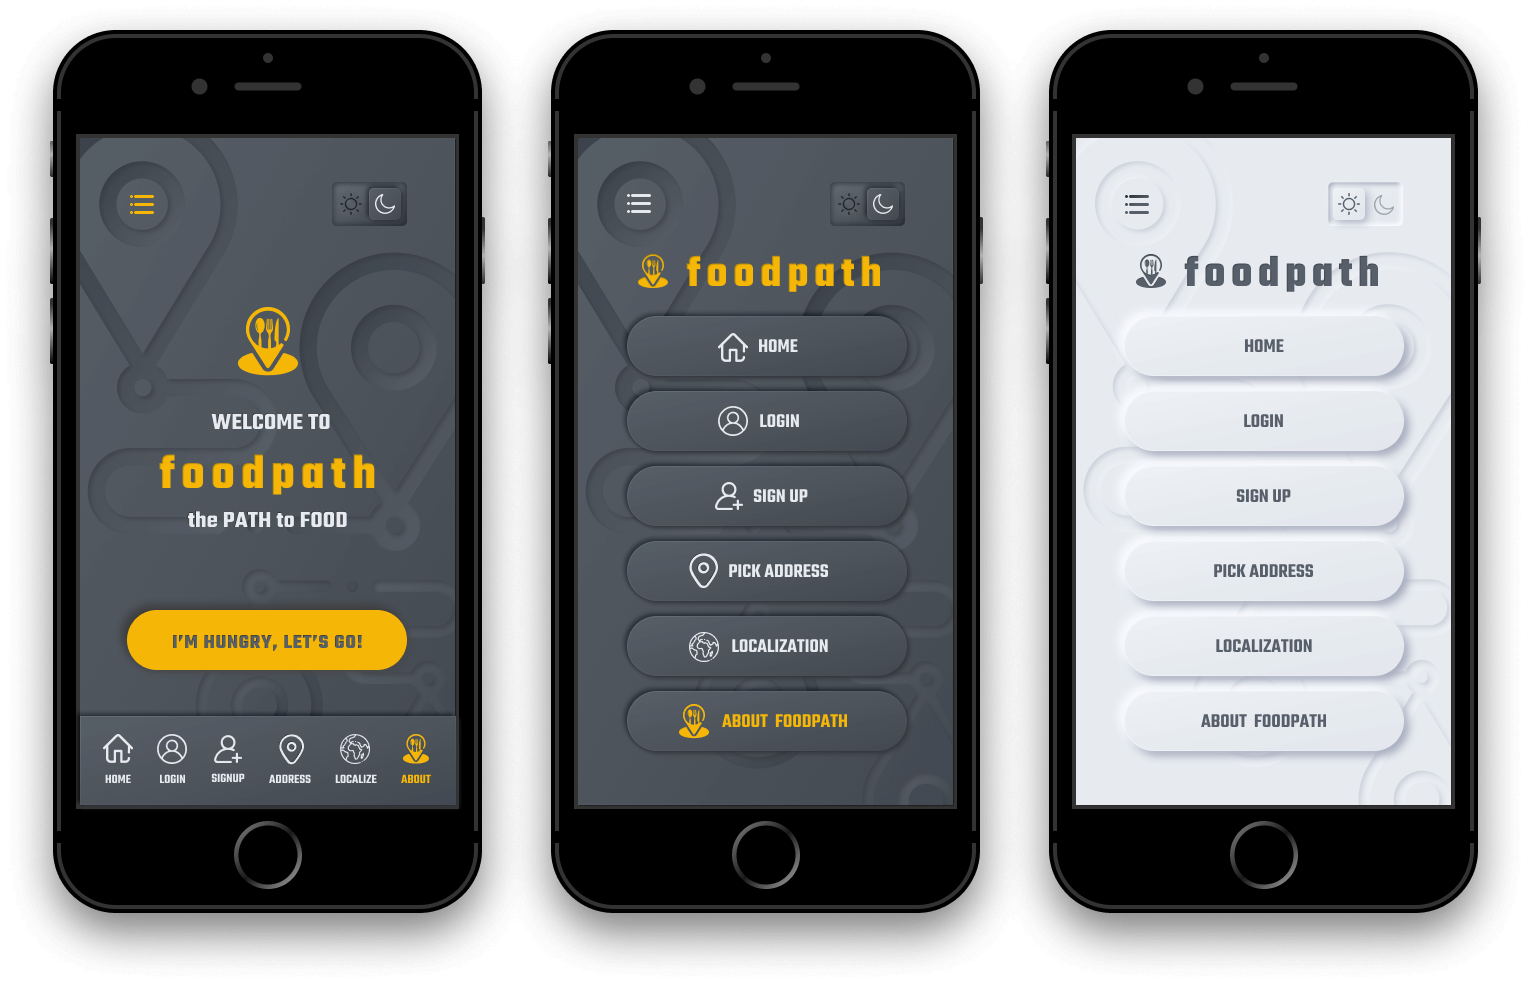 WELCOME TO
foodpath
the PATH to FOOD
I'M HUNGRY, LET'S GO!
HOME LOGIN SIGNUP ADDRESS LOCALIZE ABOUT
foodpath
HOME
LOGIN
SIGN UP
PICK ADDRESS
LOCALIZATION
ABOUT FOODPATH
foodpath
HOME
LOGIN
SIGN UP
PICK ADDRESS
LOCALIZATION
ABOUT FOODPATH